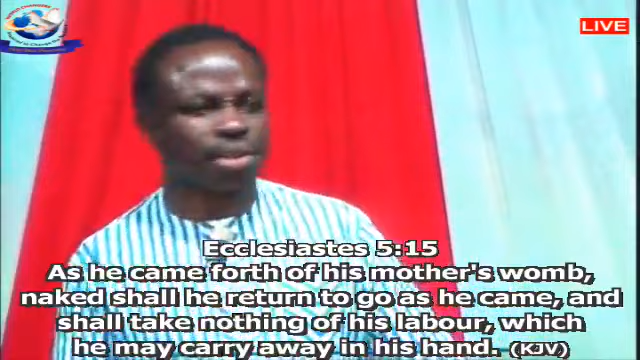 LIVE
Ecclesiastes 5:15
As he came forth of his mother's womb,
naked shall he return to go as he came, and
shall take nothing of his labour, which
he may carry away in his hand. (KJV)